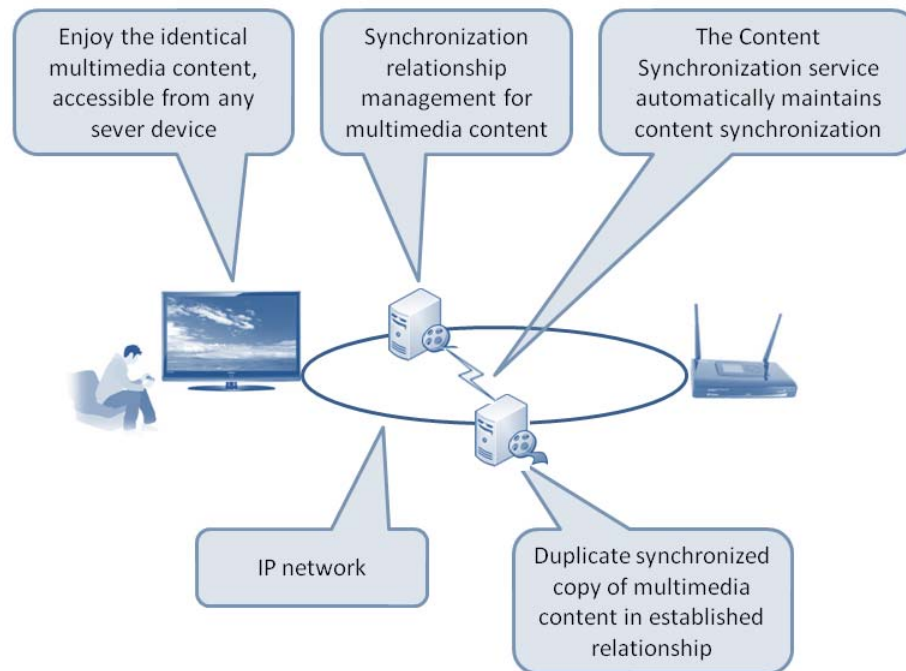 Enjoy the identical
multimedia content,
accessible from any
sever device
Synchronization
relationship
management for
multimedia content
The Content
Synchronization service
automatically maintains
content synchronization
IP network
Duplicate synchronized
copy of multimedia
content in established
relationship